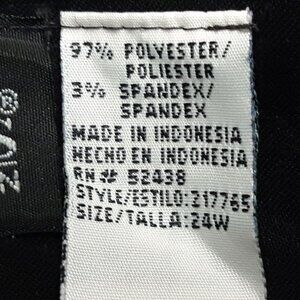 97% POLYESTER/
POLIESTER
3% SPANDEX/
SPANDEX
MADE IN INDONESIA
HECHO EN INDONESIA
RN# 52438
STYLE/ESTILO:217765
SIZE/TALLA:24W